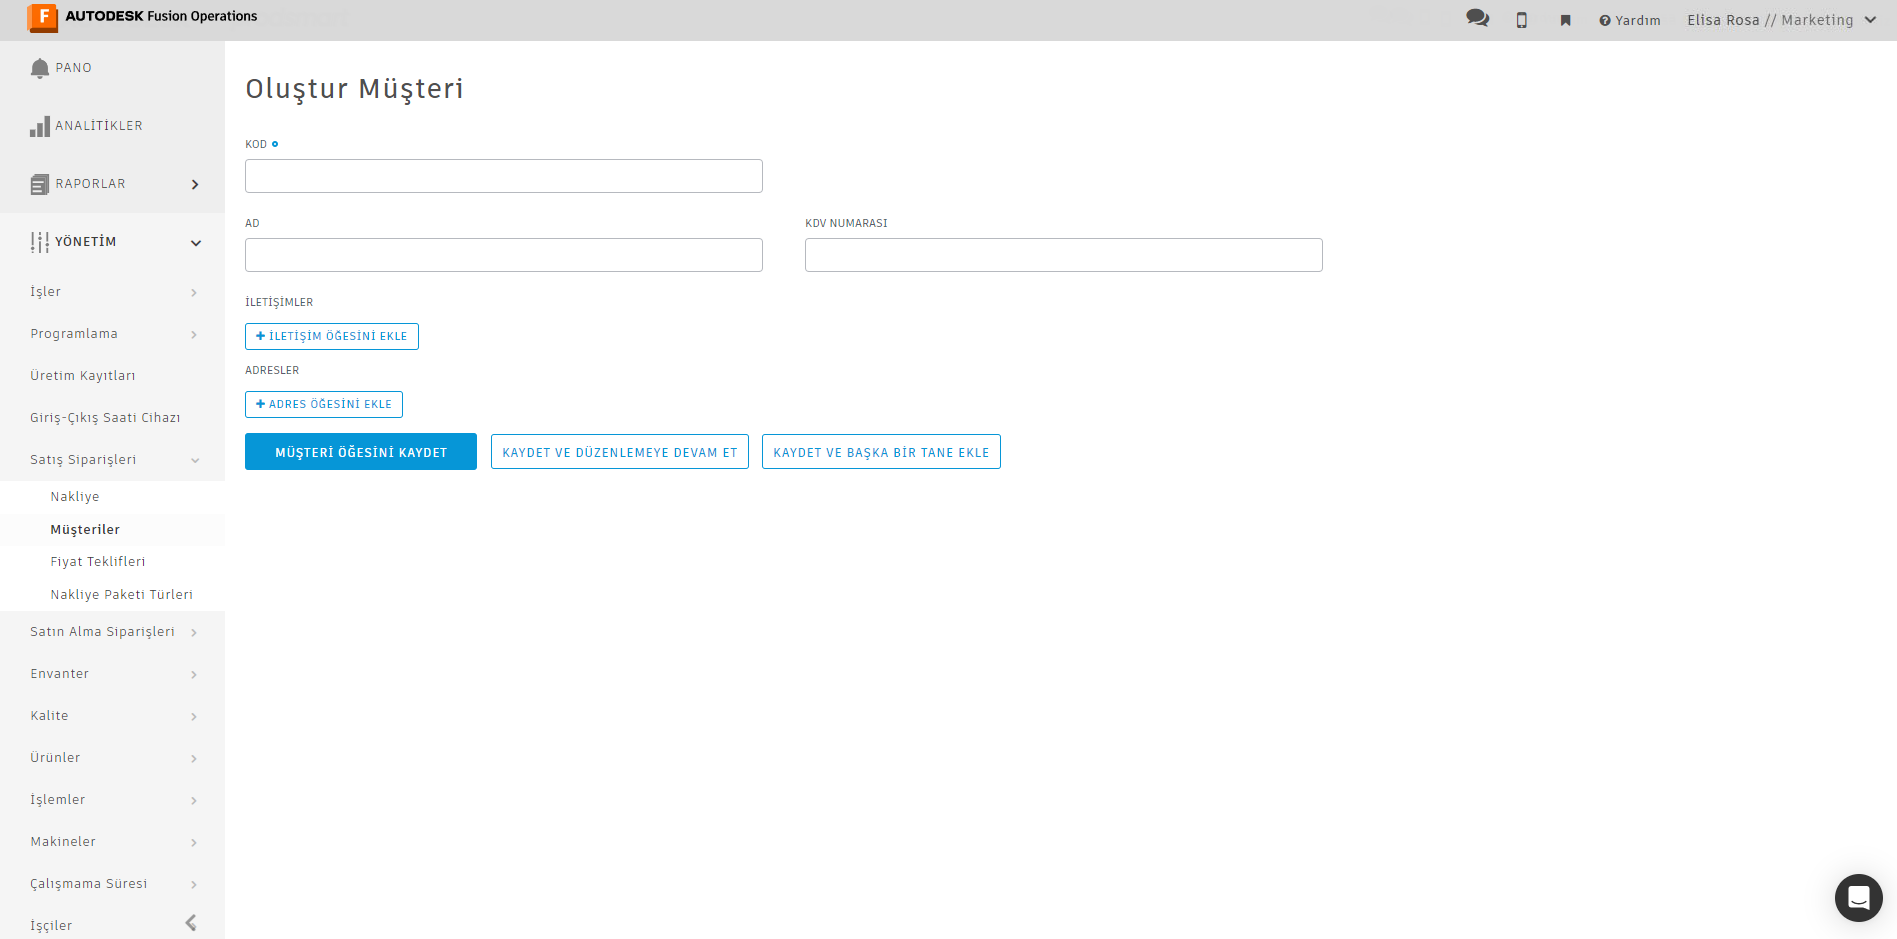 F AUTODESK Fusion Operations
Yardım
Elisa Rosa // Marketing
PANO
ANALİTİKLER
RAPORLAR
YÖNETİM
İşler
Programlama
Üretim Kayıtları
Giriş-Çıkış Saati Cihazı
Satış Siparişleri
Nakliye
Müşteriler
Fiyat Teklifleri
Nakliye Paketi Türleri
Satın Alma Siparişleri
Envanter
Kalite
Ürünler
İşlemler
Makineler
Çalışmama Süresi
İşçiler
Oluştur Müşteri
KOD
AD
KDV NUMARASI
İLETİŞİMLER
+ İLETİŞİM ÖĞESİNİ EKLE
ADRESLER
+ ADRES ÖĞESİNİ EKLE
MÜŞTERİ ÖĞESİNİ KAYDET
KAYDET VE DÜZENLEMEYE DEVAM ET
KAYDET VE BAŞKA BİR TANE EKLE